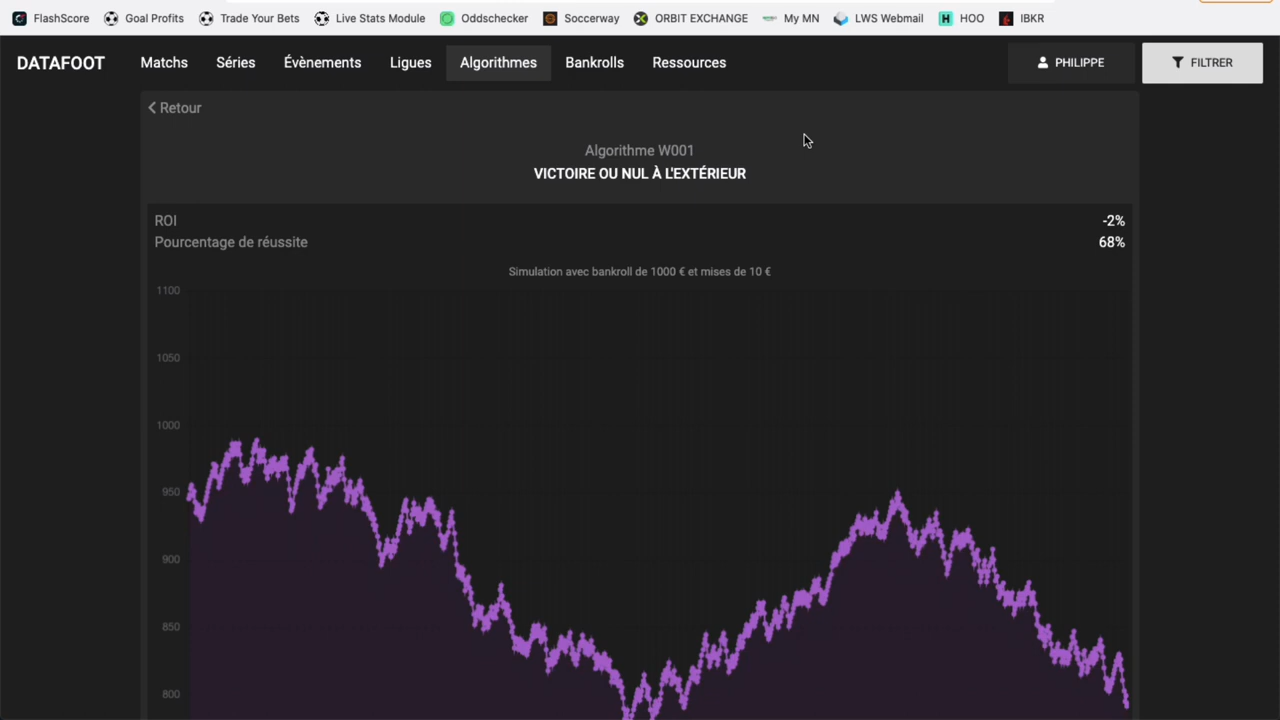 FlashScore Goal Profits Trade Your Bets Live Stats Module Oddschecker Soccerway ORBIT EXCHANGE My MN LWS Webmail HOO IBKR
DATAFOOT Matchs Séries Évènements Ligues Algorithmes Bankrolls Ressources PHILIPPE FILTRER
Retour
Algorithme W001
VICTOIRE OU NUL À L'EXTÉRIEUR
ROI -2%
Pourcentage de réussite 68%
Simulation avec bankroll de 1000 € et mises de 10 €
1100
1050
1000
950
900
850
800